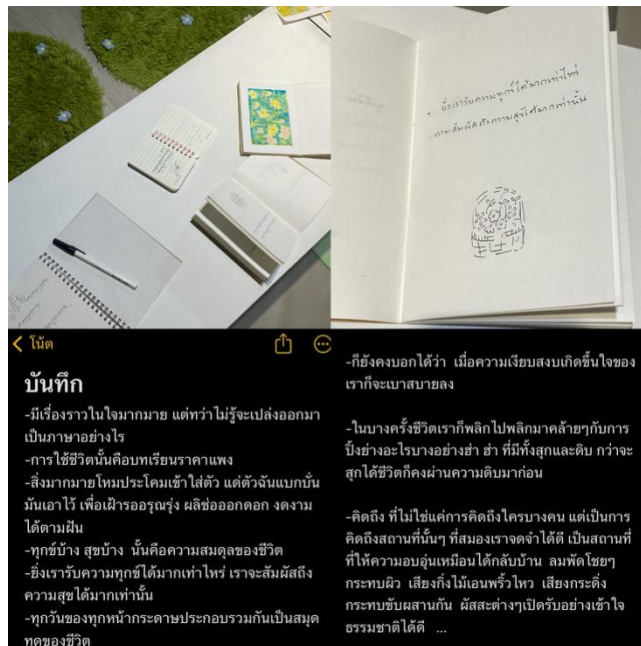 • ยิ่งเรารับความทุกข์ได้มากเท่าไหร่
เราจะสัมผัสถึงความสุขได้มากเท่านั้น
โน้ต
บันทึก
-มีเรื่องราวในใจมากมาย แต่ทว่าไม่รู้จะเปล่งออกมา
เป็นภาษาอย่างไร
-การใช้ชีวิตนั้นคือบทเรียนราคาแพง
-สิ่งมากมายโหมประโคมเข้าใส่ตัว แด่ตัวฉันแบกบั่น
มันเอาไว้ เพื่อเฝ้ารออรุณรุ่ง ผลิช่อออกดอก งดงาม
ได้ตามฝัน
-ทุกข์บ้าง สุขบ้าง นั้นคือความสมดุลของชีวิต
-ยิ่งเรารับความทุกข์ได้มากเท่าไหร่ เราจะสัมผัสถึง
ความสุขได้มากเท่านั้น
-ทุกวันของทุกหน้ากระดาษประกอบรวมกันเป็นสมุด
ทดของชีวิต
-ก็ยังคงบอกได้ว่า เมื่อความเงียบสงบเกิดขึ้นใจของ
เราก็จะเบาสบายลง
-ในบางครั้งชีวิตเราก็พลิกไปพลิกมาคล้ายๆกับการ
ปิ้งย่างอะไรบางอย่างฮ่า ฮ่า ที่มีทั้งสุกและดิบ กว่าจะ
สุกได้ชีวิตก็คงผ่านความดิบมาก่อน
-คิดถึง ที่ไม่ใช่แค่การคิดถึงใครบางคน แต่เป็นการ
คิดถึงสถานที่นั้นๆ ที่สมองเราจดจำได้ดี เป็นสถานที่
ที่ให้ความอบอุ่นเหมือนได้กลับบ้าน ลมพัดโชยๆ
กระทบผิว เสียงกิ่งไม้เอนพริ้วไหว เสียงกระดิ่ง
กระทบขับผสานกัน ผัสสะต่างๆเปิดรับอย่างเข้าใจ
ธรรมชาติได้ดี ...